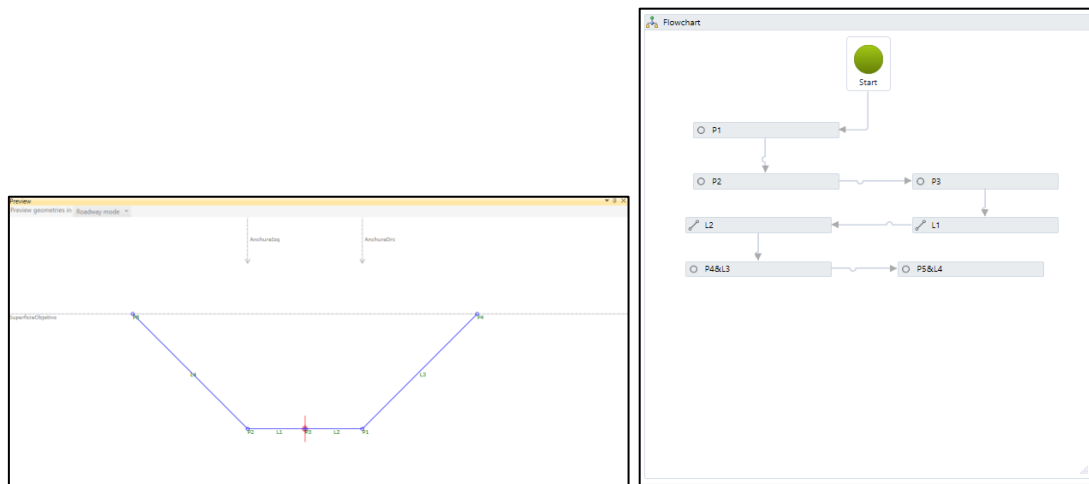 Preview
Preview geometries in Roadway mode
AnchuraIzq
AnchuraDrc
SuperficieObjetivo
P5
P4
L4
L3
P2
L1
P3
L2
P1
Flowchart
Start
P1
P2
P3
L2
L1
P4&L3
P5&L4